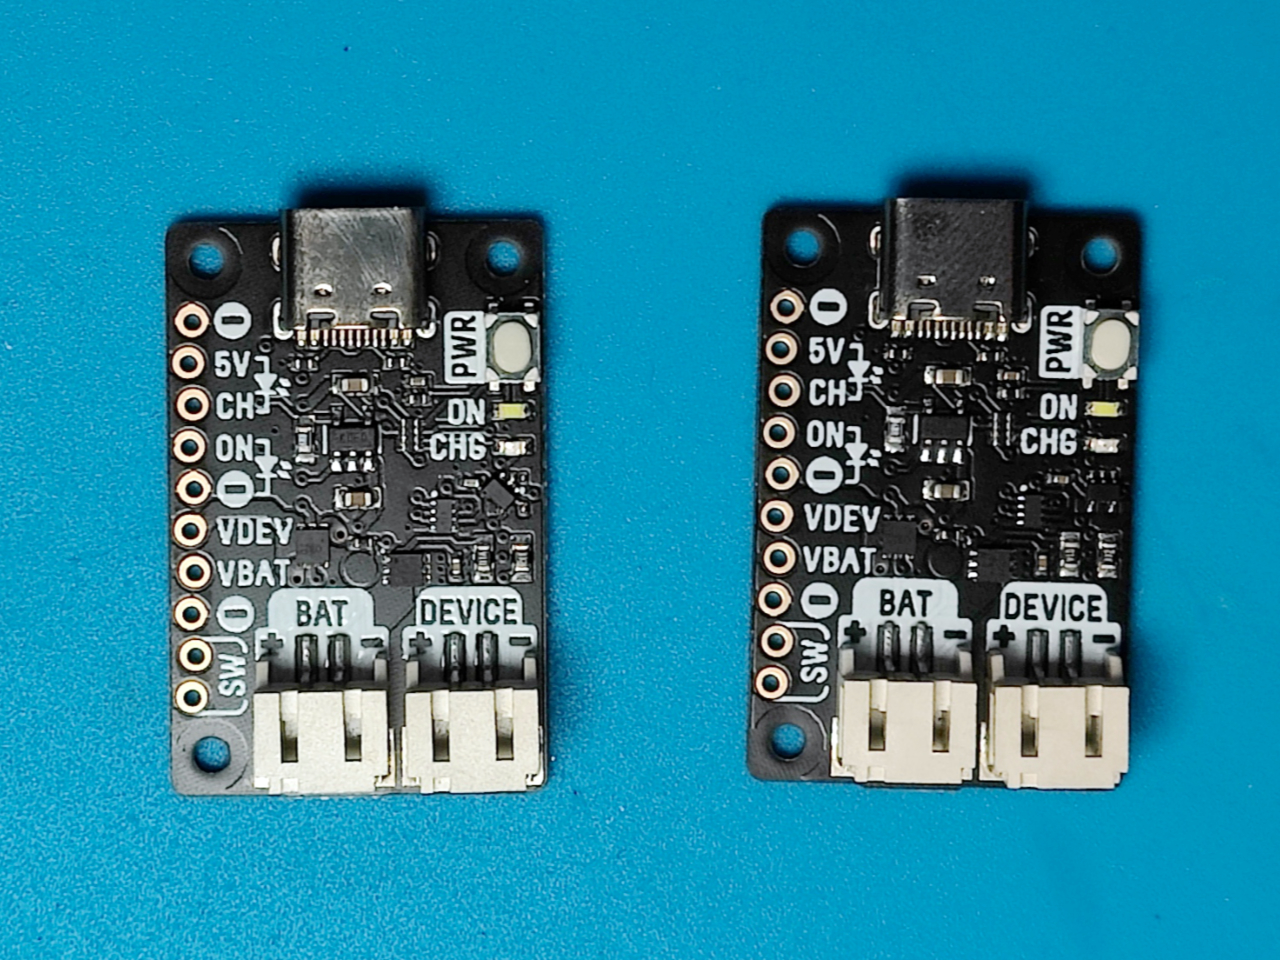 PWR
5V
CH
ON
CHG
ON
VDEV
VBAT
BAT
DEVICE
+ - + -
SW
PWR
5V
CH
ON
CHG
ON
VDEV
VBAT
BAT
DEVICE
+ - + -
SW